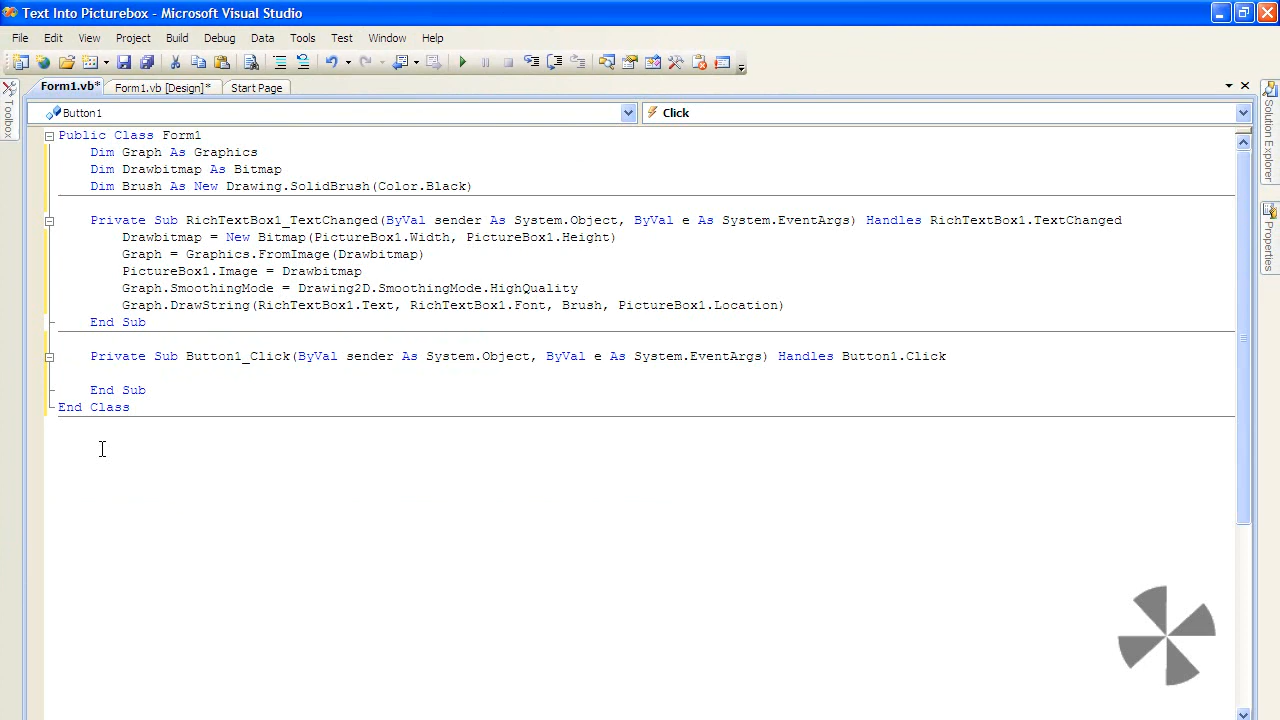 Text Into Picturebox - Microsoft Visual Studio
File Edit View Project Build Debug Data Tools Test Window Help
Form1.vb* Form1.vb [Design]* Start Page
Button1 Click
Toolbox
Solution Explorer
Properties
Public Class Form1
Dim Graph As Graphics
Dim Drawbitmap As Bitmap
Dim Brush As New Drawing.SolidBrush(Color.Black)
Private Sub RichTextBox1_TextChanged(ByVal sender As System.Object, ByVal e As System.EventArgs) Handles RichTextBox1.TextChanged
Drawbitmap = New Bitmap(PictureBox1.Width, PictureBox1.Height)
Graph = Graphics.FromImage(Drawbitmap)
PictureBox1.Image = Drawbitmap
Graph.SmoothingMode = Drawing2D.SmoothingMode.HighQuality
Graph.DrawString(RichTextBox1.Text, RichTextBox1.Font, Brush, PictureBox1.Location)
End Sub
Private Sub Button1_Click(ByVal sender As System.Object, ByVal e As System.EventArgs) Handles Button1.Click
End Sub
End Class